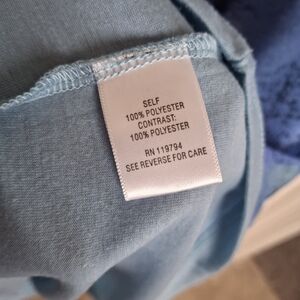 SELF
100% POLYESTER
CONTRAST:
100% POLYESTER
RN 119794
SEE REVERSE FOR CARE